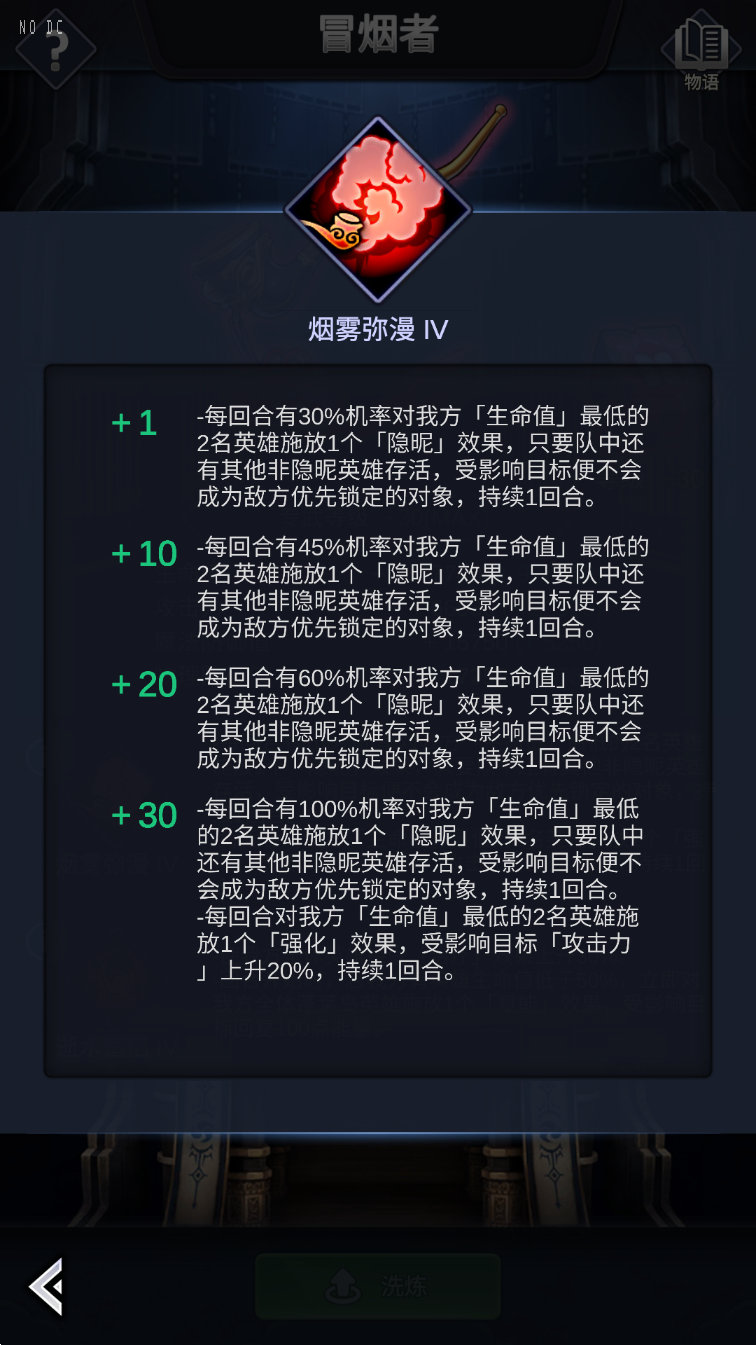 NO DC
?
冒烟者
物语
烟雾弥漫 IV
+1
-每回合有30%机率对我方「生命值」最低的
2名英雄施放1个「隐昵」效果，只要队中还
有其他非隐昵英雄存活，受影响目标便不会
成为敌方优先锁定的对象，持续1回合。
+10
-每回合有45%机率对我方「生命值」最低的
2名英雄施放1个「隐昵」效果，只要队中还
有其他非隐昵英雄存活，受影响目标便不会
成为敌方优先锁定的对象，持续1回合。
+20
-每回合有60%机率对我方「生命值」最低的
2名英雄施放1个「隐昵」效果，只要队中还
有其他非隐昵英雄存活，受影响目标便不会
成为敌方优先锁定的对象，持续1回合。
+30
-每回合有100%机率对我方「生命值」最低
的2名英雄施放1个「隐昵」效果，只要队中
还有其他非隐昵英雄存活，受影响目标便不
会成为敌方优先锁定的对象，持续1回合。
-每回合对我方「生命值」最低的2名英雄施
放1个「强化」效果，受影响目标「攻击力
」上升20%，持续1回合。
洗炼